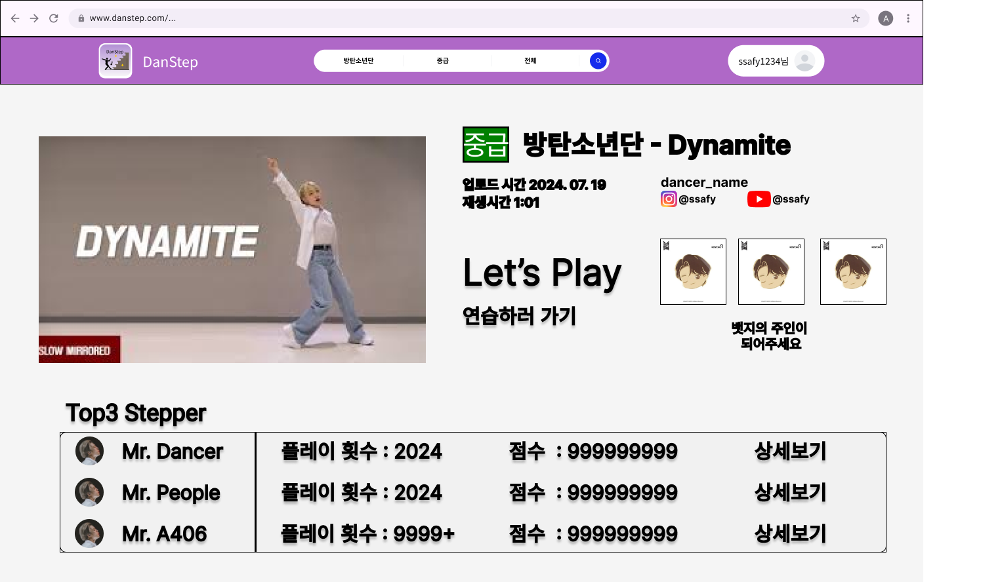 www.danstep.com/...
A
DanStep
DanStep
방탄소년단
중급
전체
ssafy1234님
중급
방탄소년단 - Dynamite
업로드 시간 2024. 07. 19
재생시간 1:01
dancer_name
@ssafy
@ssafy
DYNAMITE
SLOW MIRRORED
Let's Play
연습하러 가기
뱃지의 주인이
되어주세요
Top3 Stepper
Mr. Dancer 플레이 횟수 : 2024 점수 : 999999999 상세보기
Mr. People 플레이 횟수 : 2024 점수 : 999999999 상세보기
Mr. A406 플레이 횟수 : 9999+ 점수 : 999999999 상세보기